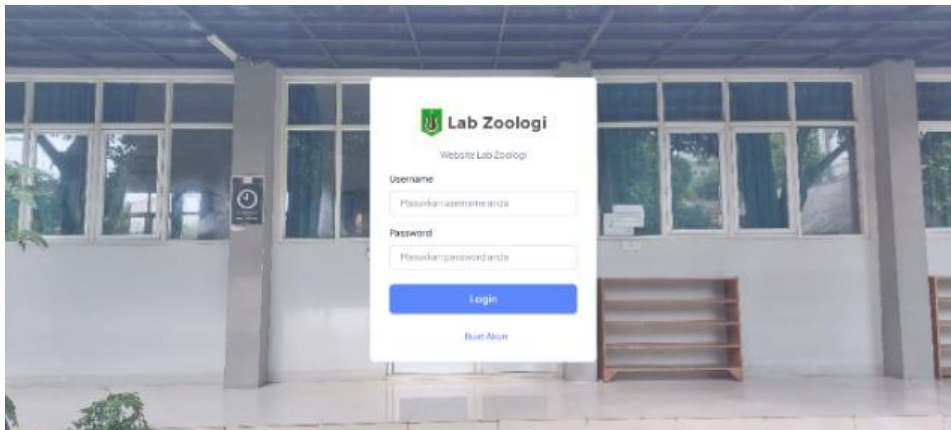 Lab Zoologi
Website Lab Zoologi
Username
Masukkan username anda
Password
Masukkan password anda
Login
Buat Akun